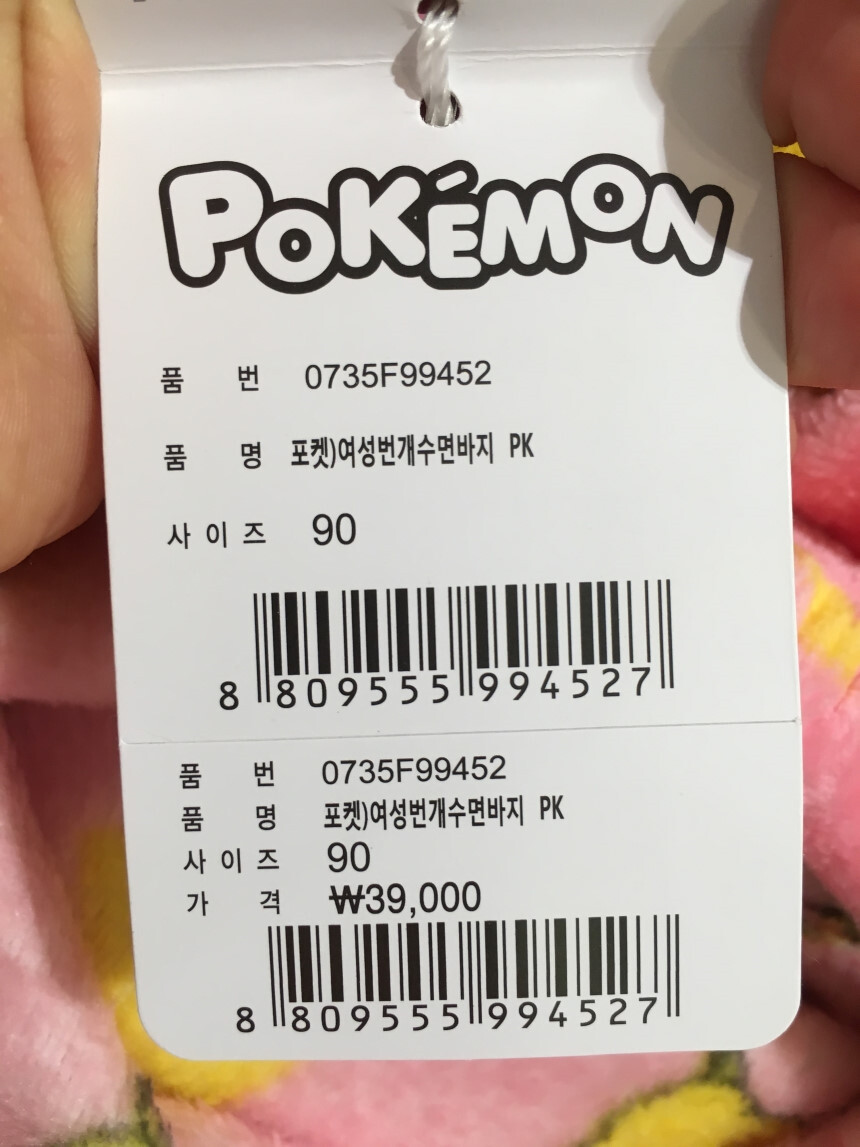 POKÉMON
품 번 0735F99452
품 명 포켓)여성번개수면바지 PK
사 이 즈 90
8 809555 994527
품 번 0735F99452
품 명 포켓)여성번개수면바지 PK
사 이 즈 90
가 격 ₩39,000
8 809555 994527